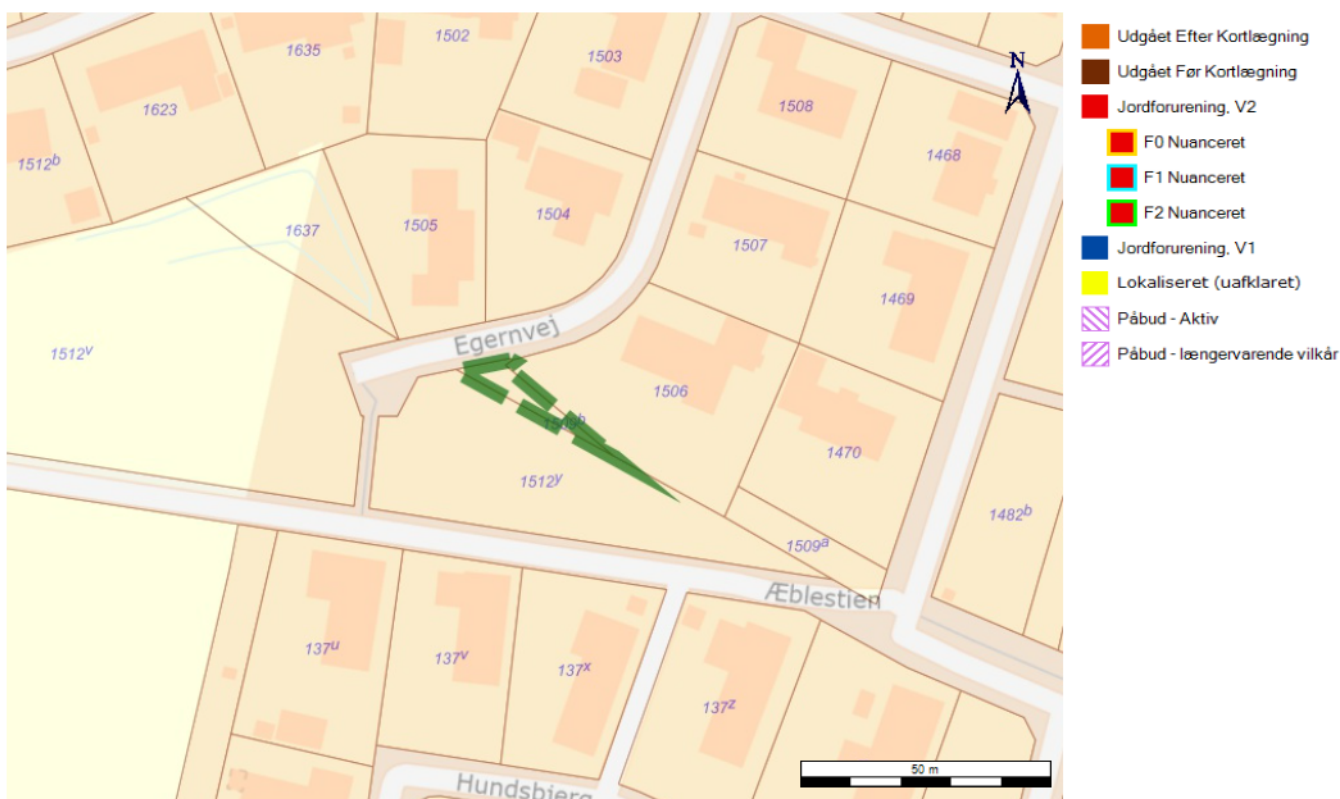 1635
1502
1503
1623
1508
1512b
1468
N
1505
1504
1637
1507
1469
1512v
Egernvej
1506
1509b
1470
1512y
1482b
1509a
Æblestien
137u
137v
137x
137z
Hundsbjerg
50 m
Udgået Efter Kortlægning
Udgået Før Kortlægning
Jordforurening, V2
F0 Nuanceret
F1 Nuanceret
F2 Nuanceret
Jordforurening, V1
Lokaliseret (uafklaret)
Påbud - Aktiv
Påbud - længervarende vilkår